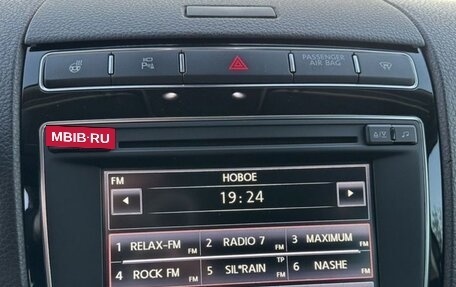 P
PASSENGER
AIR BAG
MBIB·RU
FM НОВОЕ
19:24
1 RELAX-FM FM 2 RADIO 7 FM 3 MAXIMUM FM
4 ROCK FM FM 5 SIL*RAIN TP FM 6 NASHE FM